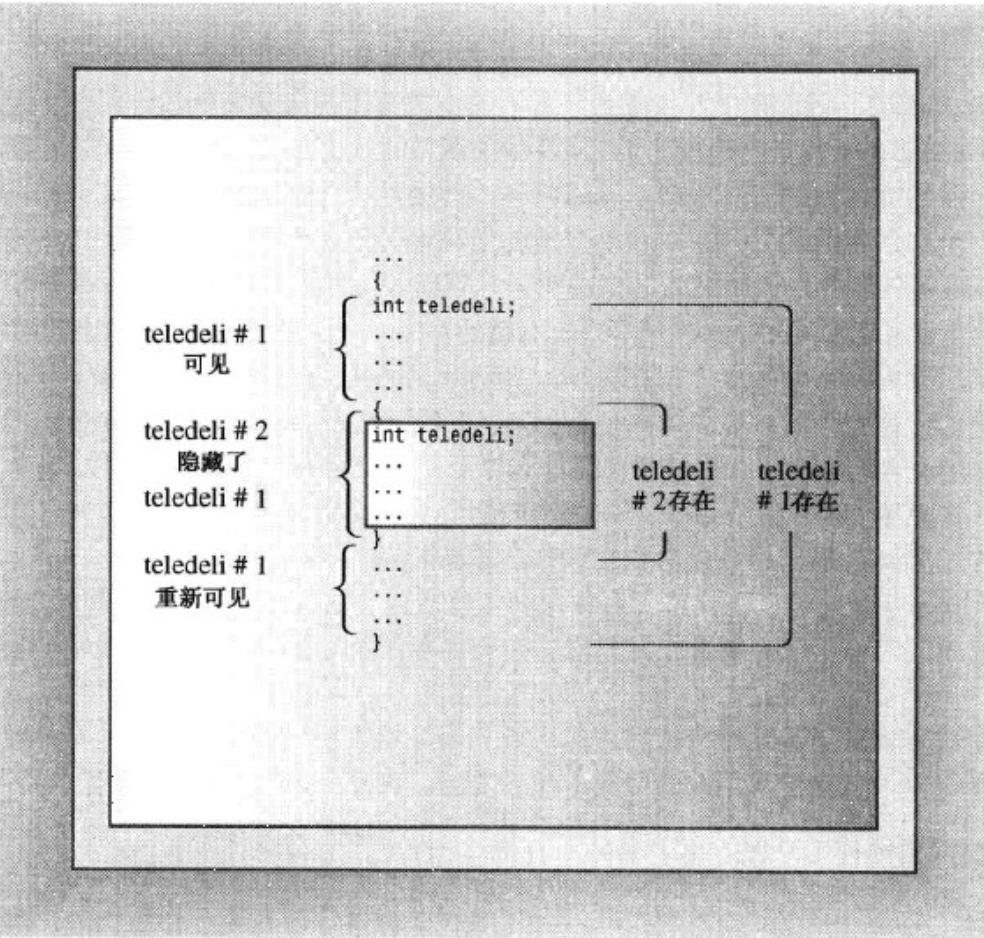 ...
{
int teledeli;
...
...
...
{
int teledeli;
...
...
...
}
...
...
...
}
teledeli # 1
可见
teledeli # 2
隐藏了
teledeli # 1
teledeli # 1
重新可见
teledeli
# 2存在
teledeli
# 1存在